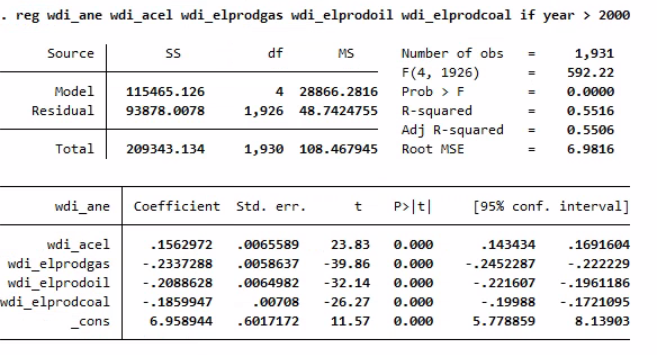 . reg wdi_ane wdi_acel wdi_elprodgas wdi_elprodoil wdi_elprodcoal if year > 2000
Source SS df MS Number of obs = 1,931
F(4, 1926) = 592.22
Model 115465.126 4 28866.2816 Prob > F = 0.0000
Residual 93878.0078 1,926 48.7424755 R-squared = 0.5516
Adj R-squared = 0.5506
Total 209343.134 1,930 108.467945 Root MSE = 6.9816
wdi_ane Coefficient Std. err. t P>|t| [95% conf. interval]
wdi_acel .1562972 .0065589 23.83 0.000 .143434 .1691604
wdi_elprodgas -.2337288 .0058637 -39.86 0.000 -.2452287 -.222229
wdi_elprodoil -.2088628 .0064982 -32.14 0.000 -.221607 -.1961186
wdi_elprodcoal -.1859947 .00708 -26.27 0.000 -.19988 -.1721095
_cons 6.958944 .6017172 11.57 0.000 5.778859 8.13903